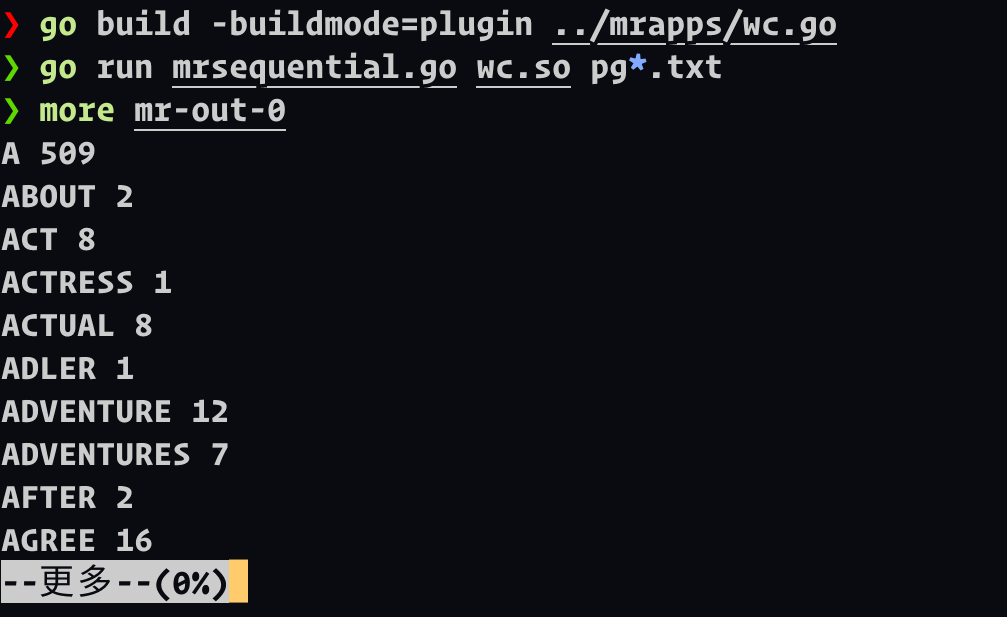 ❯ go build -buildmode=plugin ../mrapps/wc.go
❯ go run mrsequential.go wc.so pg*.txt
❯ more mr-out-0
A 509
ABOUT 2
ACT 8
ACTRESS 1
ACTUAL 8
ADLER 1
ADVENTURE 12
ADVENTURES 7
AFTER 2
AGREE 16
--更多--(0%)